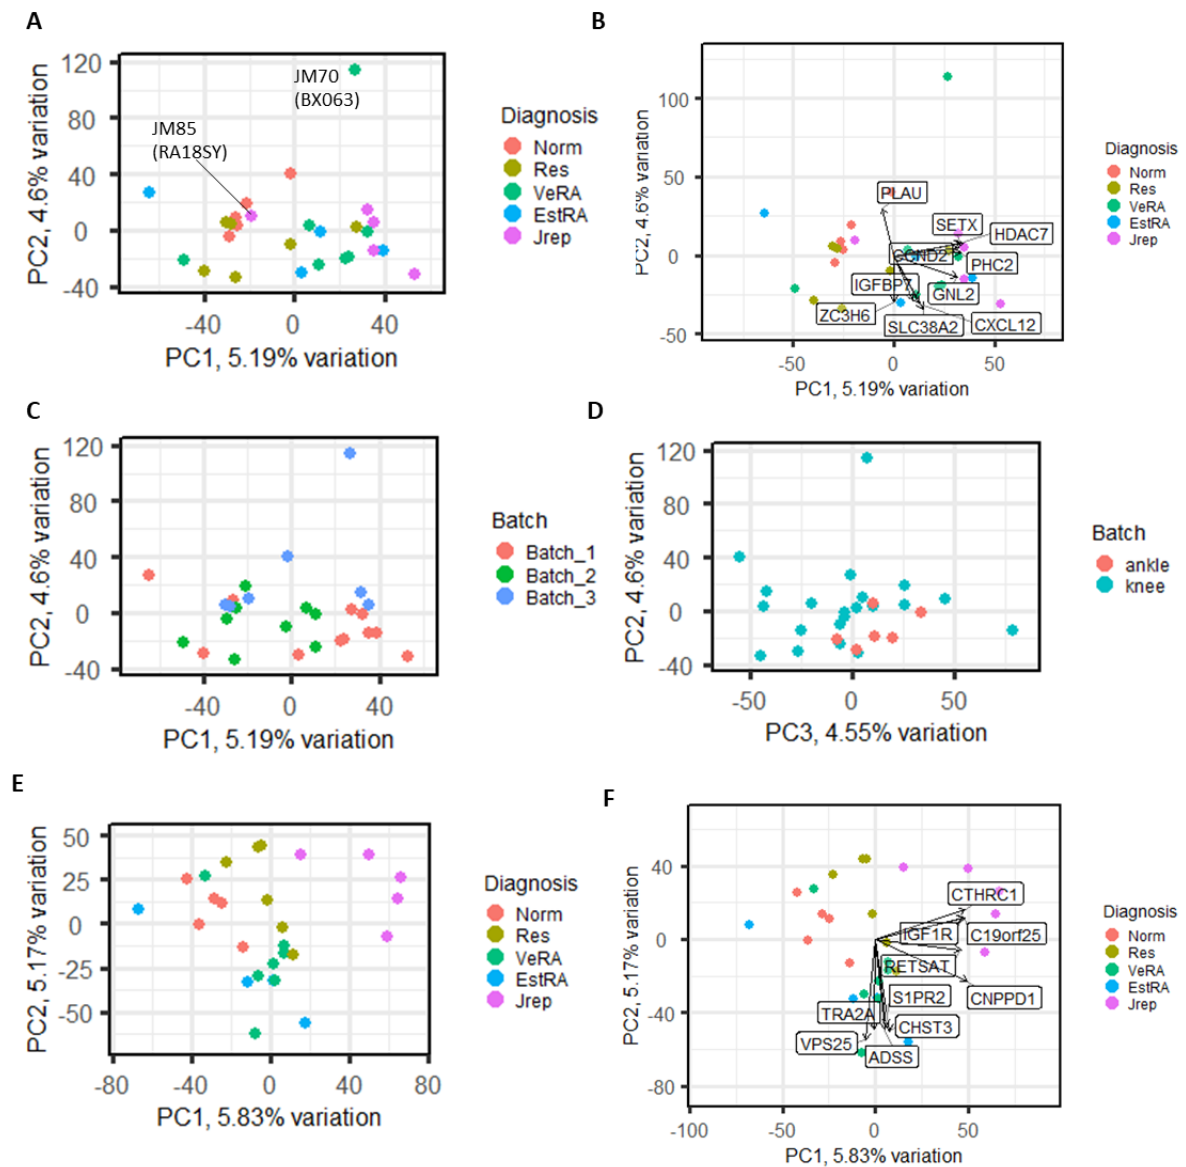 A
120
80
40
0
-40
PC2, 4.6% variation
JM70
(BX063)
JM85
(RA18SY)
-40
0
40
PC1, 5.19% variation
Diagnosis
Norm
Res
VeRA
EstRA
Jrep
B
100
50
0
-50
PC2, 4.6% variation
PLAU
SETX
HDAC7
CCND2
PHC2
IGFBP7
GNL2
ZC3H6
SLC38A2
CXCL12
-50
0
50
PC1, 5.19% variation
Diagnosis
Norm
Res
VeRA
EstRA
Jrep
C
120
80
40
0
-40
PC2, 4.6% variation
-40
0
40
PC1, 5.19% variation
Batch
Batch_1
Batch_2
Batch_3
D
120
80
40
0
-40
PC2, 4.6% variation
-50
0
50
PC3, 4.55% variation
Batch
ankle
knee
E
50
25
0
-25
-50
PC2, 5.17% variation
-80
-40
0
40
80
PC1, 5.83% variation
Diagnosis
Norm
Res
VeRA
EstRA
Jrep
F
40
0
-40
-80
PC2, 5.17% variation
CTHRC1
IGF1R
C19orf25
RETSAT
S1PR2
CNPPD1
TRA2A
CHST3
VPS25
ADSS
-100
-50
0
50
PC1, 5.83% variation
Diagnosis
Norm
Res
VeRA
EstRA
Jrep